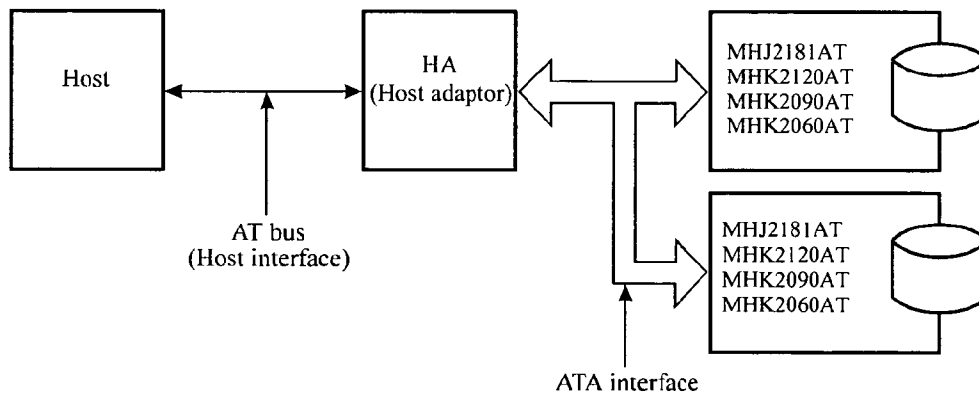 Host
HA
(Host adaptor)
MHJ2181AT
MHK2120AT
MHK2090AT
MHK2060AT
AT bus
(Host interface)
MHJ2181AT
MHK2120AT
MHK2090AT
MHK2060AT
ATA interface